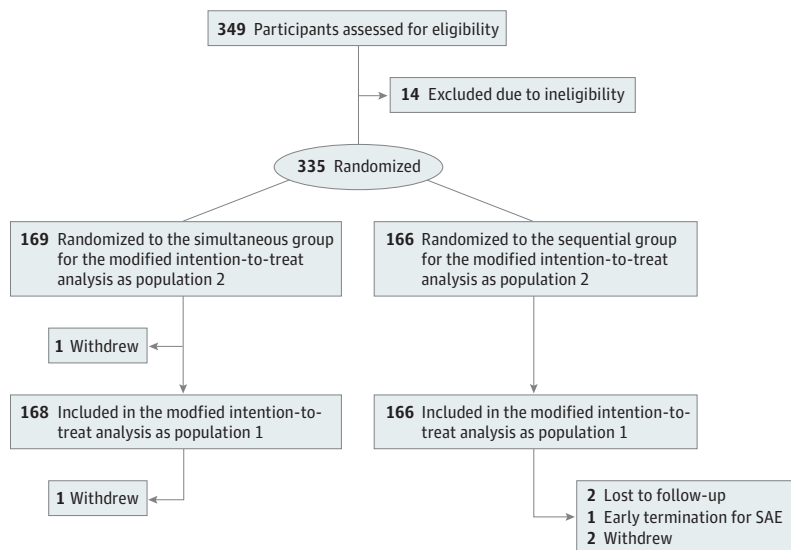 349 Participants assessed for eligibility
14 Excluded due to ineligibility
335 Randomized
169 Randomized to the simultaneous group
for the modified intention-to-treat
analysis as population 2
166 Randomized to the sequential group
for the modified intention-to-treat
analysis as population 2
1 Withdrew
168 Included in the modfied intention-to-
treat analysis as population 1
166 Included in the modified intention-to-
treat analysis as population 1
1 Withdrew
2 Lost to follow-up
1 Early termination for SAE
2 Withdrew